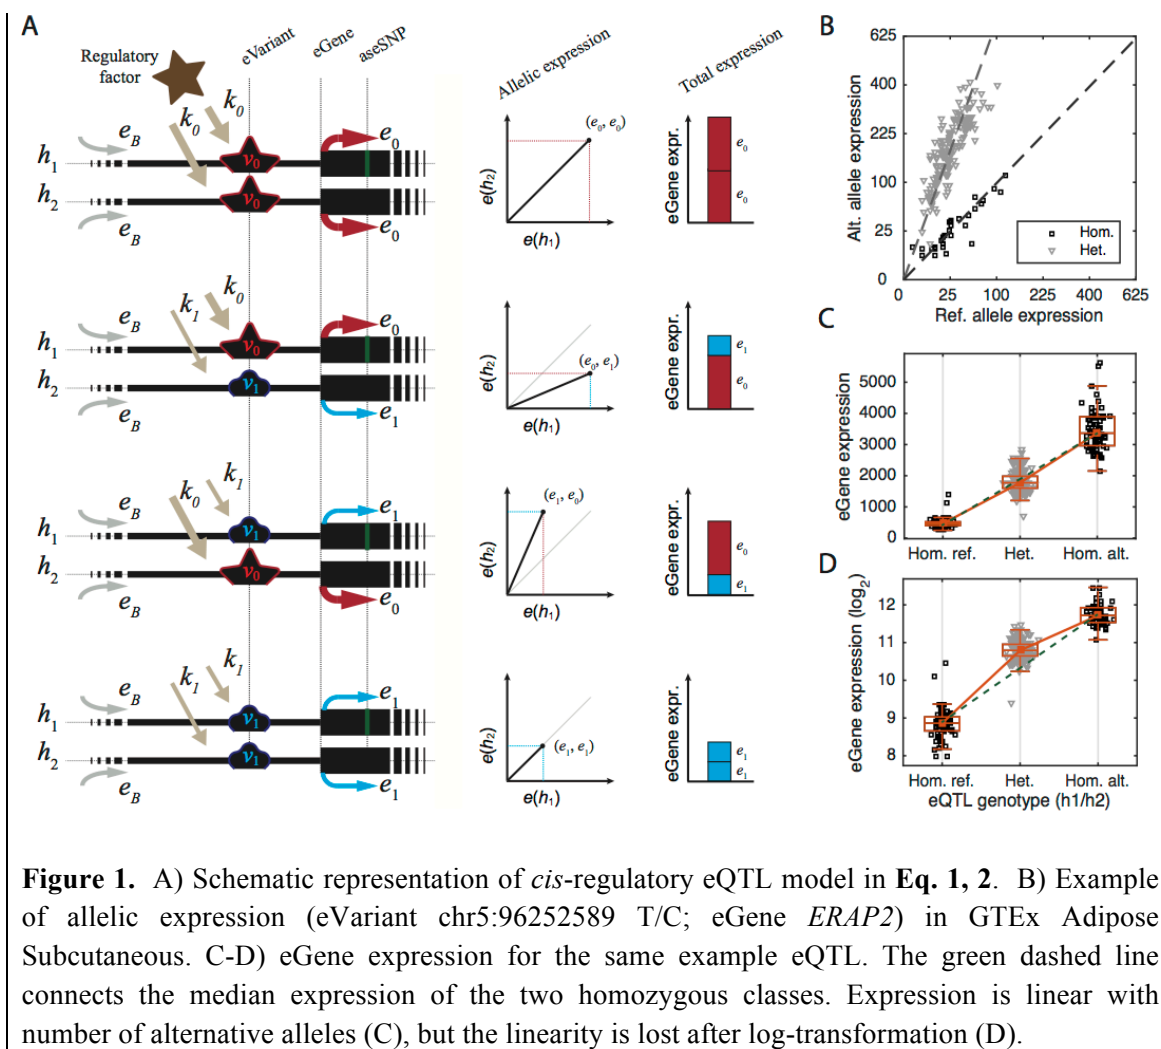 A
Regulatory
factor
eVariant
eGene
aseSNP
Allelic expression
Total expression
k0
k0
eB
h1
v0
e0
h2
v0
eB
e0
e(h2)
(e0, e0)
e(h1)
eGene expr.
e0
e0
k0
k1
eB
h1
v0
e0
h2
v1
eB
e1
e(h2)
(e0, e1)
e(h1)
eGene expr.
e1
e0
k1
k0
eB
h1
v1
e1
h2
v0
eB
e0
e(h2)
(e1, e0)
e(h1)
eGene expr.
e0
e1
k1
k1
eB
h1
v1
e1
h2
v1
eB
e1
e(h2)
(e1, e1)
e(h1)
eGene expr.
e1
e1
B
Alt. allele expression
625
400
225
100
25
0
Hom.
Het.
0 25 100 225 400 625
Ref. allele expression
C
eGene expression
5000
4000
3000
2000
1000
0
Hom. ref. Het. Hom. alt.
D
eGene expression (log2)
12
11
10
9
8
Hom. ref. Het. Hom. alt.
eQTL genotype (h1/h2)
Figure 1. A) Schematic representation of cis-regulatory eQTL model in Eq. 1, 2. B) Example
of allelic expression (eVariant chr5:96252589 T/C; eGene ERAP2) in GTEx Adipose
Subcutaneous. C-D) eGene expression for the same example eQTL. The green dashed line
connects the median expression of the two homozygous classes. Expression is linear with
number of alternative alleles (C), but the linearity is lost after log-transformation (D).